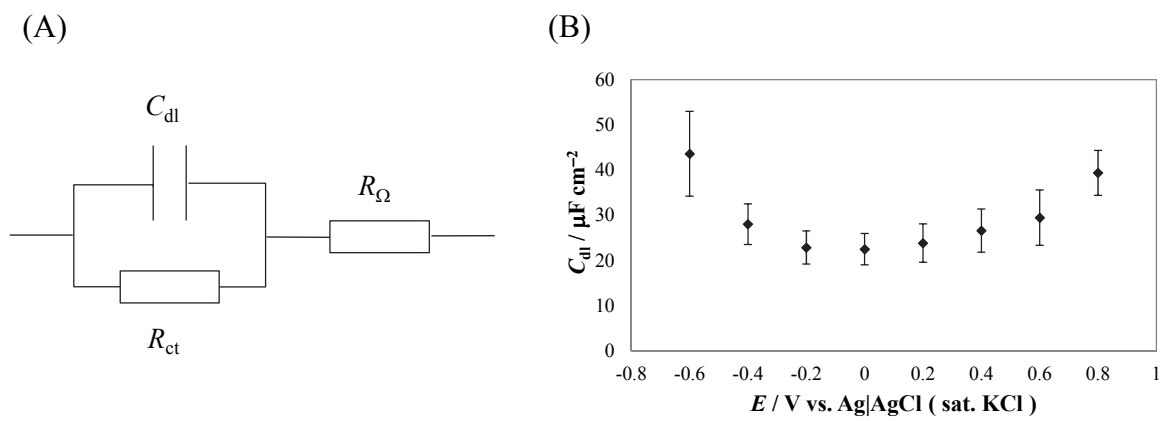 (A)
C_dl
R_Ω
R_ct
(B)
C_dl / μF cm⁻²
60
50
40
30
20
10
0
-0.8 -0.6 -0.4 -0.2 0 0.2 0.4 0.6 0.8 1
E / V vs. Ag|AgCl ( sat. KCl )